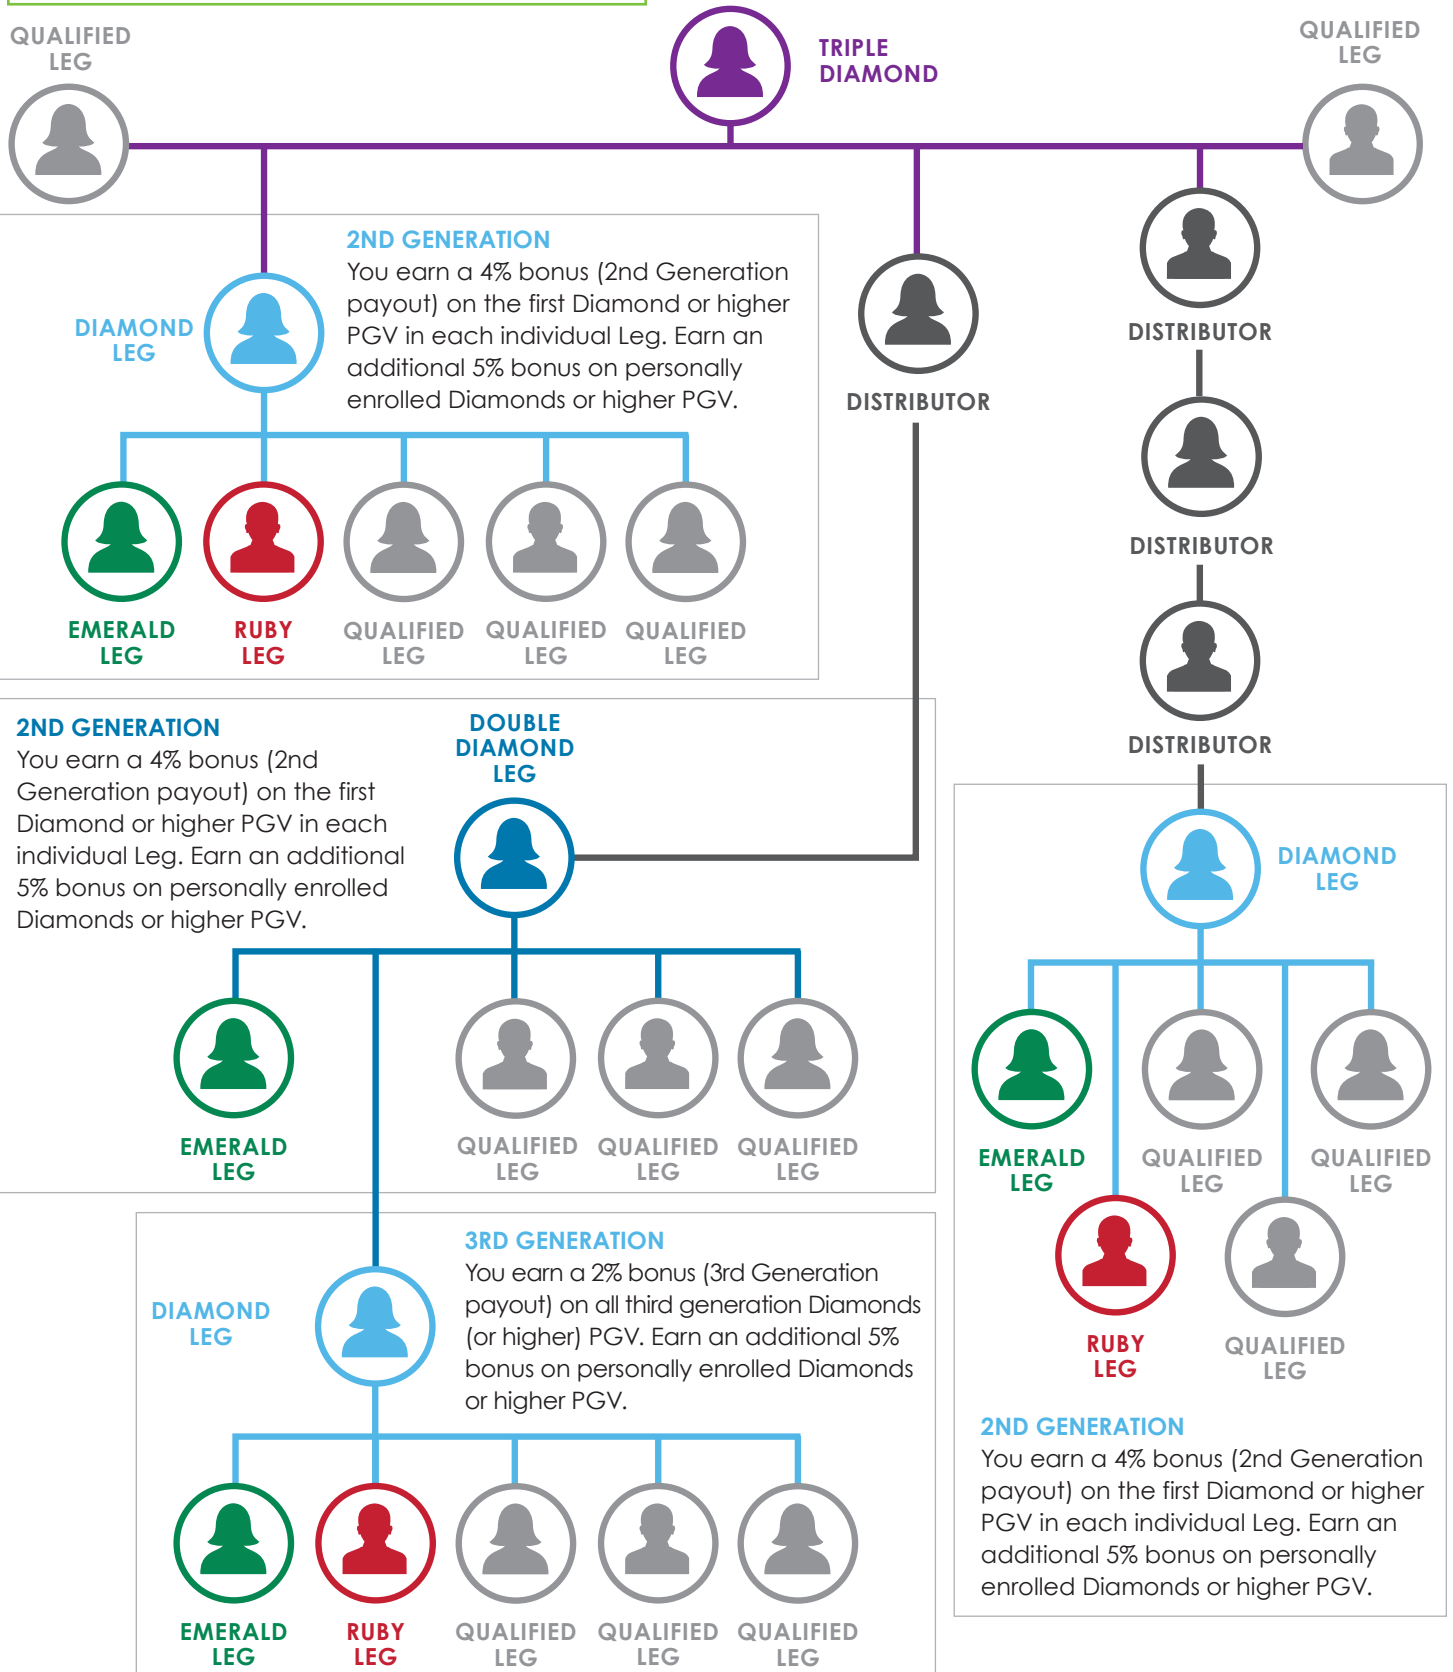 QUALIFIED
LEG
TRIPLE
DIAMOND
QUALIFIED
LEG
2ND GENERATION
You earn a 4% bonus (2nd Generation
payout) on the first Diamond or higher
PGV in each individual Leg. Earn an
additional 5% bonus on personally
enrolled Diamonds or higher PGV.
DIAMOND
LEG
DISTRIBUTOR
DISTRIBUTOR
DISTRIBUTOR
DISTRIBUTOR
EMERALD
LEG
RUBY
LEG
QUALIFIED
LEG
QUALIFIED
LEG
QUALIFIED
LEG
2ND GENERATION
You earn a 4% bonus (2nd
Generation payout) on the first
Diamond or higher PGV in each
individual Leg. Earn an additional
5% bonus on personally enrolled
Diamonds or higher PGV.
DOUBLE
DIAMOND
LEG
EMERALD
LEG
QUALIFIED
LEG
QUALIFIED
LEG
QUALIFIED
LEG
DIAMOND
LEG
EMERALD
LEG
QUALIFIED
LEG
QUALIFIED
LEG
RUBY
LEG
QUALIFIED
LEG
2ND GENERATION
You earn a 4% bonus (2nd Generation
payout) on the first Diamond or higher
PGV in each individual Leg. Earn an
additional 5% bonus on personally
enrolled Diamonds or higher PGV.
3RD GENERATION
You earn a 2% bonus (3rd Generation
payout) on all third generation Diamonds
(or higher) PGV. Earn an additional 5%
bonus on personally enrolled Diamonds
or higher PGV.
DIAMOND
LEG
EMERALD
LEG
RUBY
LEG
QUALIFIED
LEG
QUALIFIED
LEG
QUALIFIED
LEG